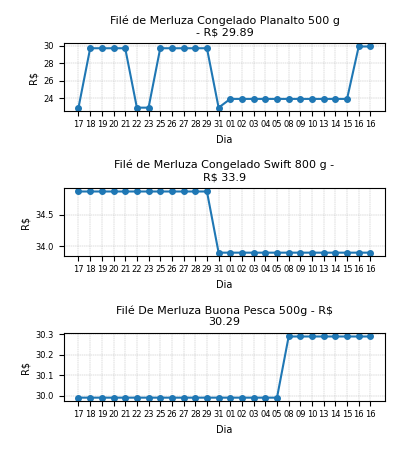 Filé de Merluza Congelado Planalto 500 g
- R$ 29.89
30
28
26
24
R$
17 18 19 20 21 22 23 25 26 27 28 29 31 01 02 03 04 05 08 09 10 13 14 15 16 16
Dia
Filé de Merluza Congelado Swift 800 g -
R$ 33.9
34.5
34.0
R$
17 18 19 20 21 22 23 25 26 27 28 29 31 01 02 03 04 05 08 09 10 13 14 15 16 16
Dia
Filé De Merluza Buona Pesca 500g - R$
30.29
30.3
30.2
30.1
30.0
R$
17 18 19 20 21 22 23 25 26 27 28 29 31 01 02 03 04 05 08 09 10 13 14 15 16 16
Dia